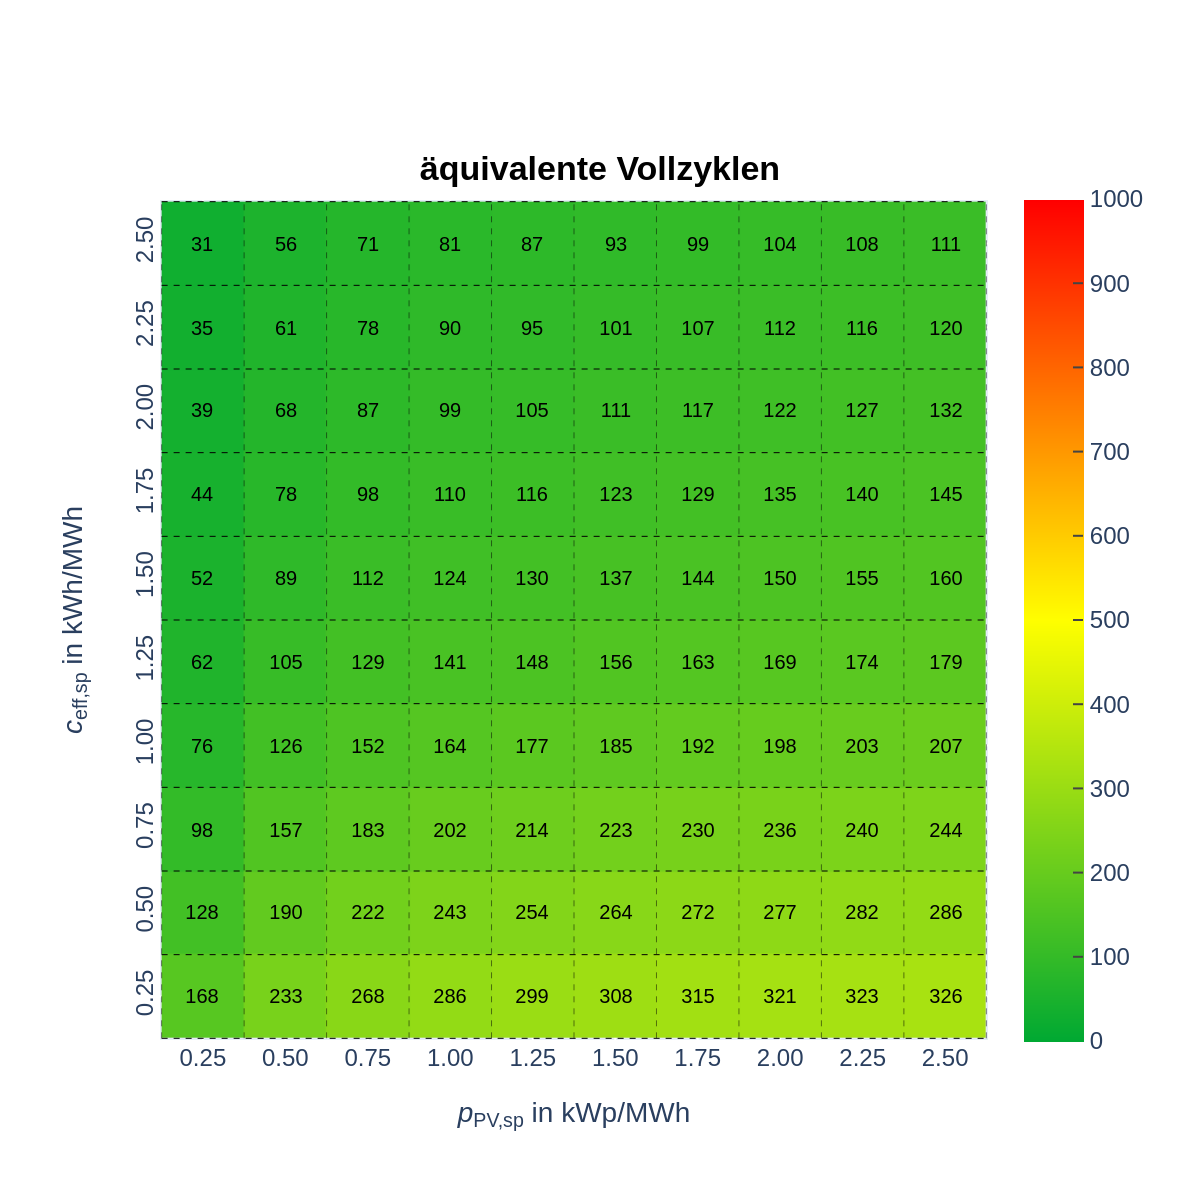 äquivalente Vollzyklen
2.50 31 56 71 81 87 93 99 104 108 111
2.25 35 61 78 90 95 101 107 112 116 120
2.00 39 68 87 99 105 111 117 122 127 132
1.75 44 78 98 110 116 123 129 135 140 145
1.50 52 89 112 124 130 137 144 150 155 160
1.25 62 105 129 141 148 156 163 169 174 179
1.00 76 126 152 164 177 185 192 198 203 207
0.75 98 157 183 202 214 223 230 236 240 244
0.50 128 190 222 243 254 264 272 277 282 286
0.25 168 233 268 286 299 308 315 321 323 326
0.25 0.50 0.75 1.00 1.25 1.50 1.75 2.00 2.25 2.50
p_PV,sp in kWp/MWh
c_eff,sp in kWh/MWh
1000
900
800
700
600
500
400
300
200
100
0